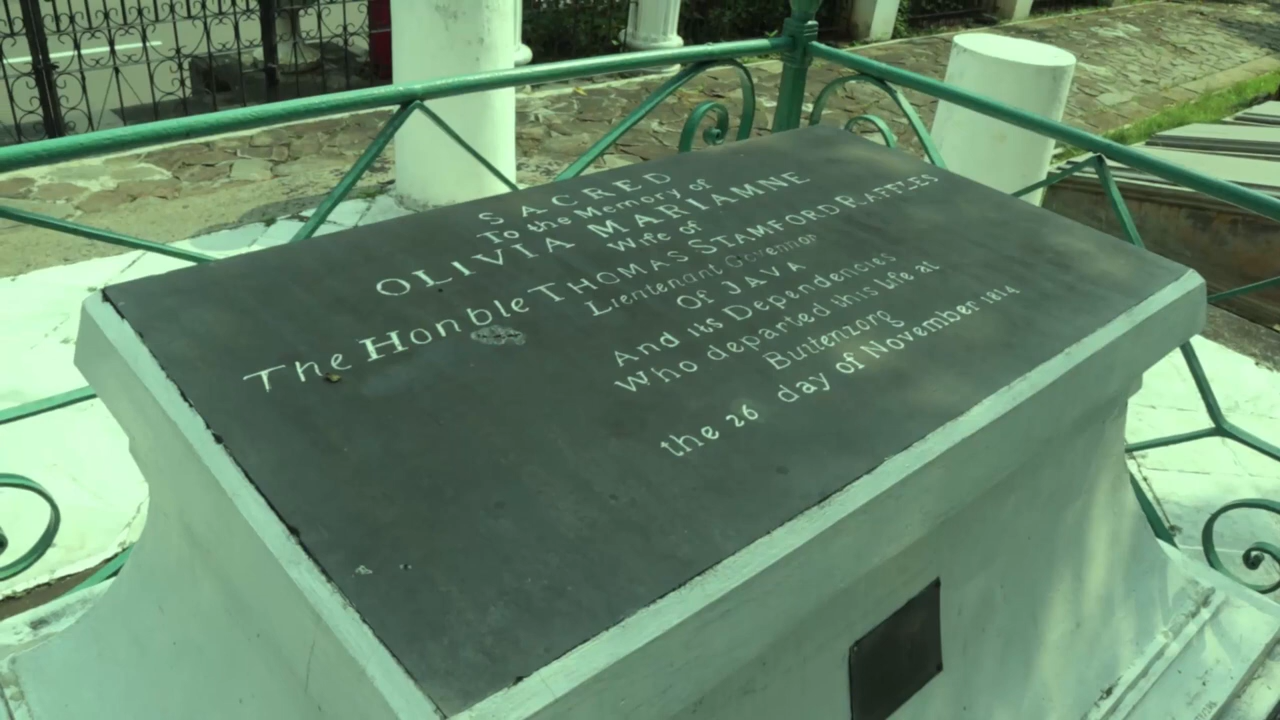 SACRED
To the Memory of
OLIVIA MARIAMNE
Wife of
The Honble THOMAS STAMFORD RAFFLES
Lieutenant Governor
Of JAVA
And its Dependencies
Who departed this life at
Buitenzorg
the 26 day of November 1814